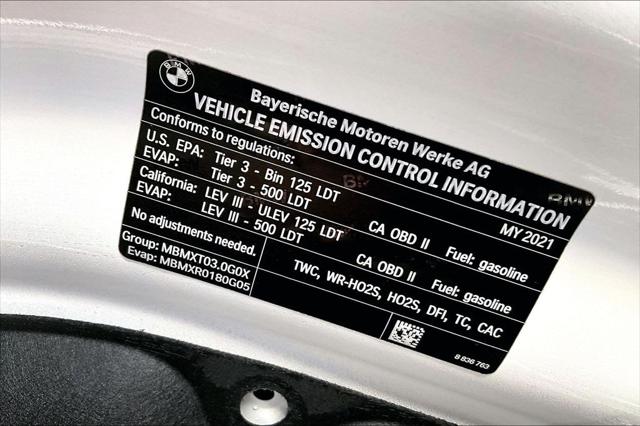 BMW
Bayerische Motoren Werke AG
VEHICLE EMISSION CONTROL INFORMATION
Conforms to regulations: MY 2021
U.S. EPA: Tier 3 - Bin 125 LDT CA OBD II Fuel: gasoline
EVAP: Tier 3 - 500 LDT
California: LEV III - ULEV 125 LDT CA OBD II Fuel: gasoline
EVAP: LEV III - 500 LDT
No adjustments needed. TWC, WR-HO2S, HO2S, DFI, TC, CAC
Group: MBMXT03.0G0X
Evap: MBMXR0180G05
8 836 763